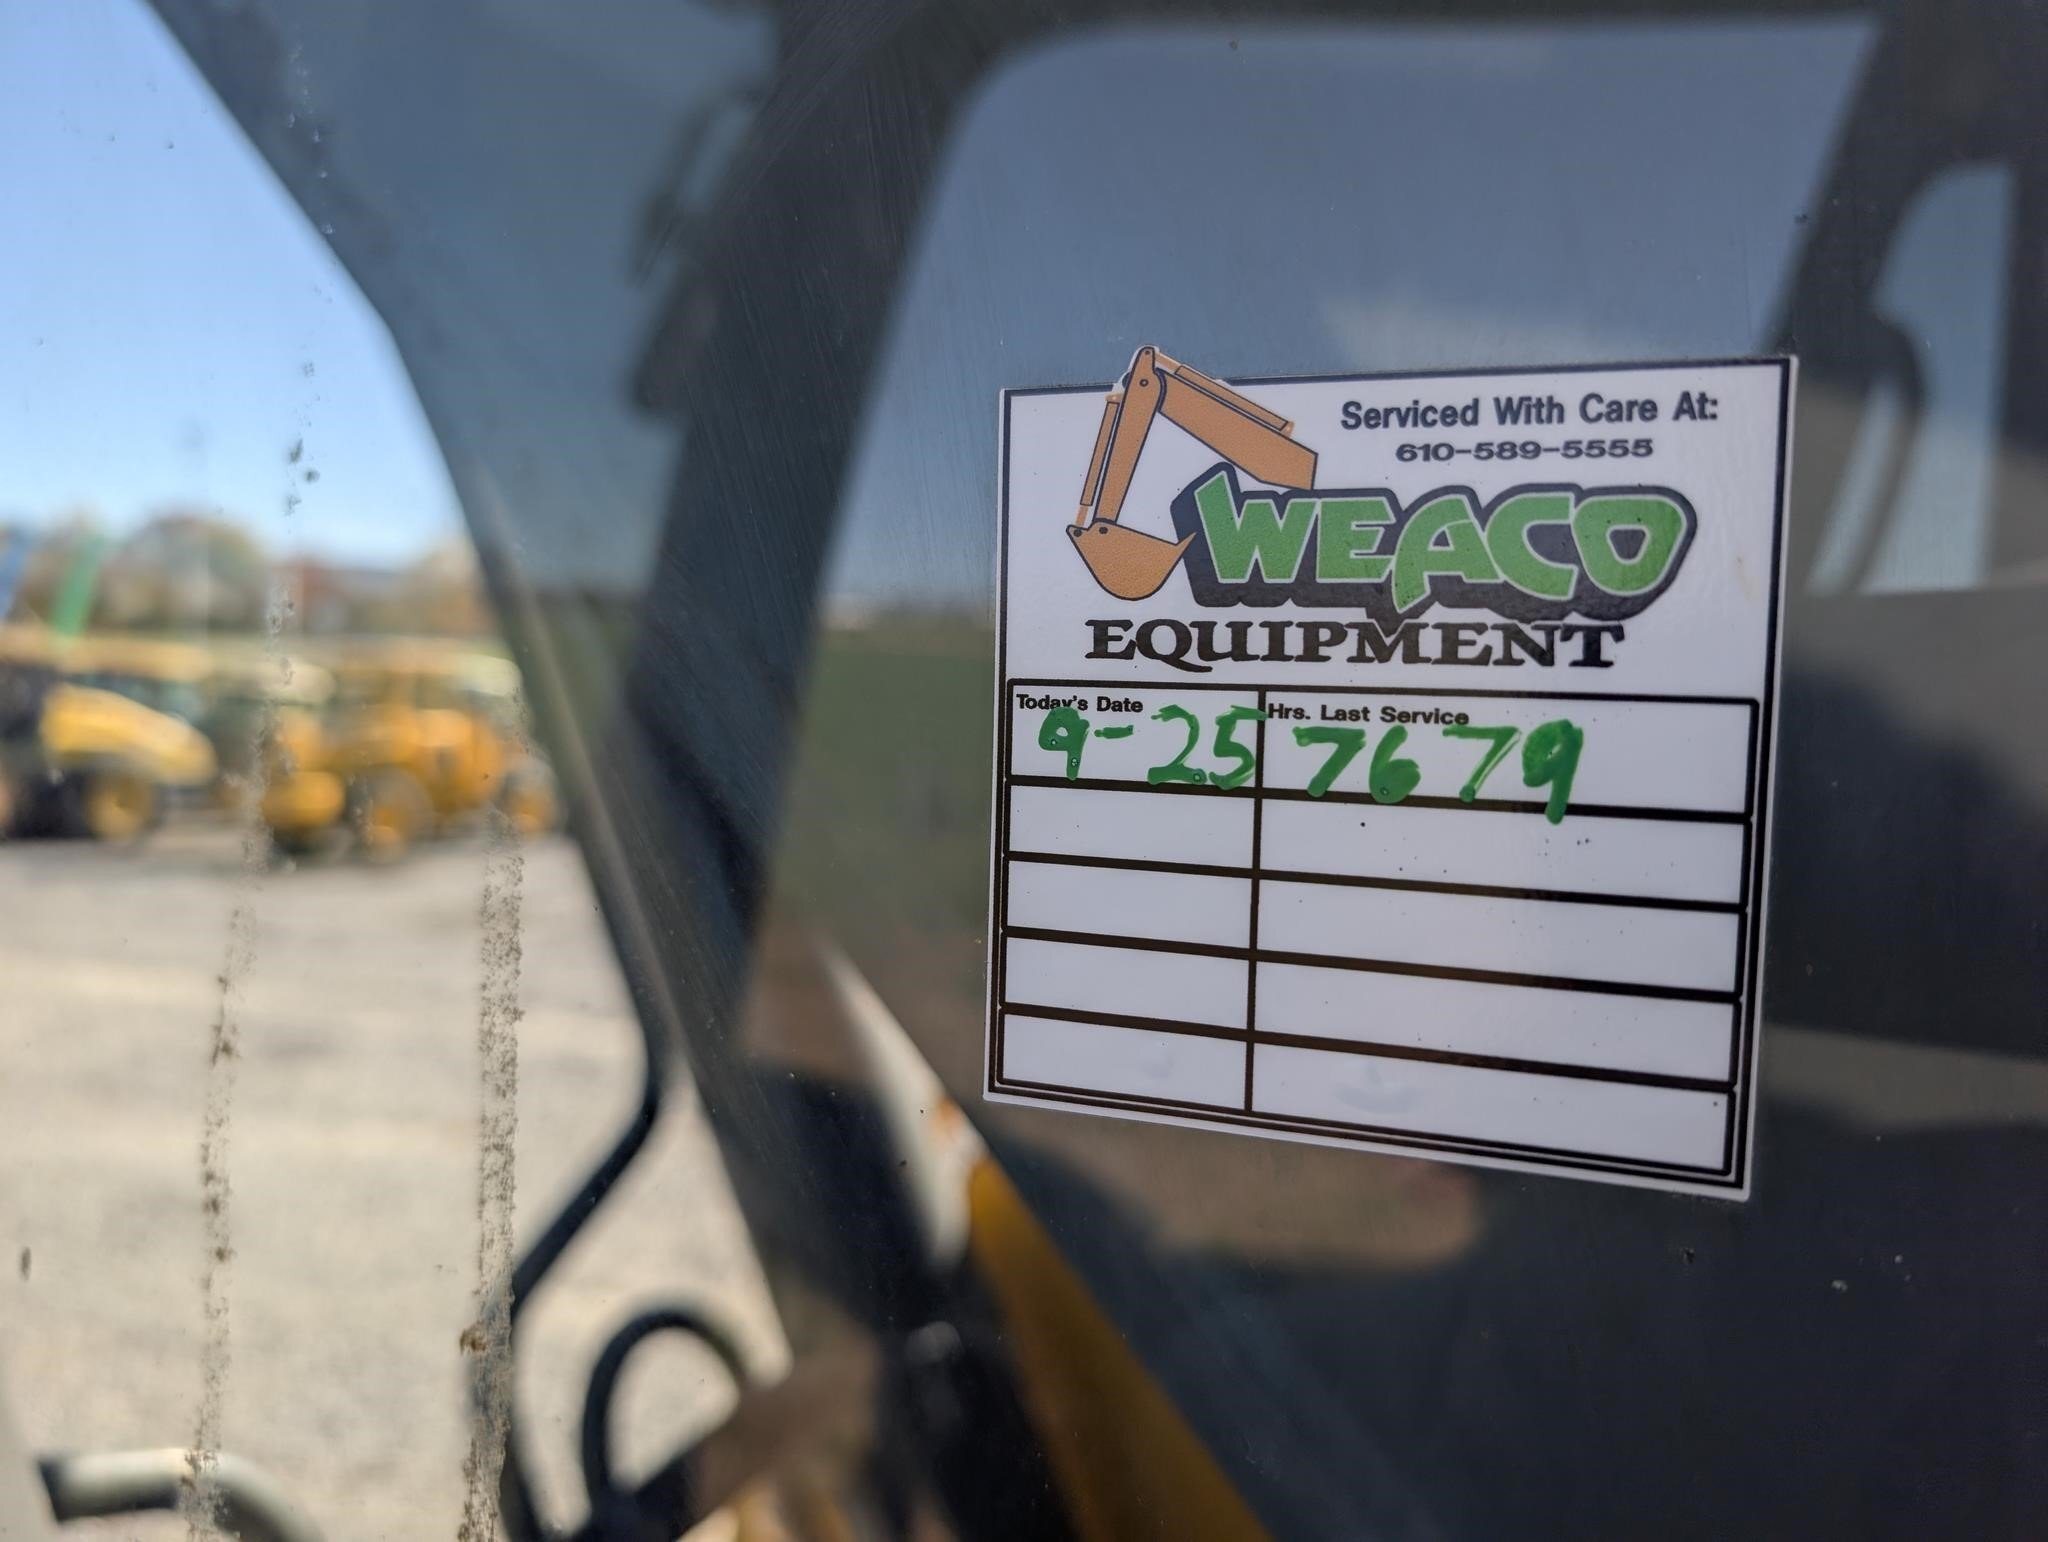 Serviced With Care At:
610-589-5555
WEACO
EQUIPMENT
Today's Date Hrs. Last Service
9-25 7679